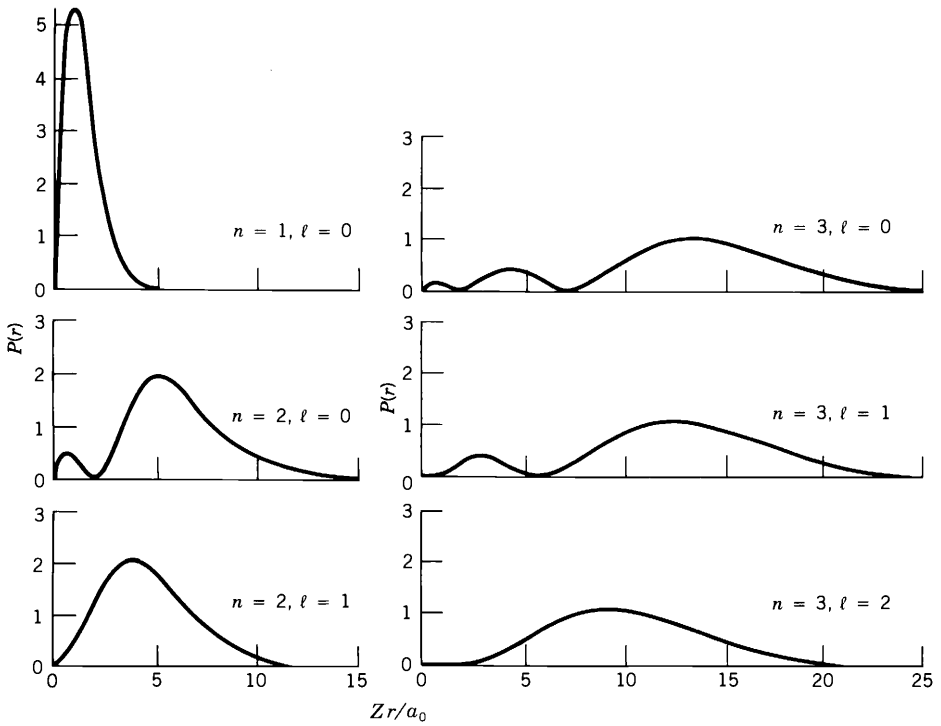 5
4
3
2
1
0
n = 1, ℓ = 0
3
2
1
0
n = 3, ℓ = 0
P(r)
3
2
1
0
n = 2, ℓ = 0
P(r)
3
2
1
0
n = 3, ℓ = 1
3
2
1
0
n = 2, ℓ = 1
0 5 10 15
3
2
1
0
n = 3, ℓ = 2
0 5 10 15 20 25
Zr/a₀